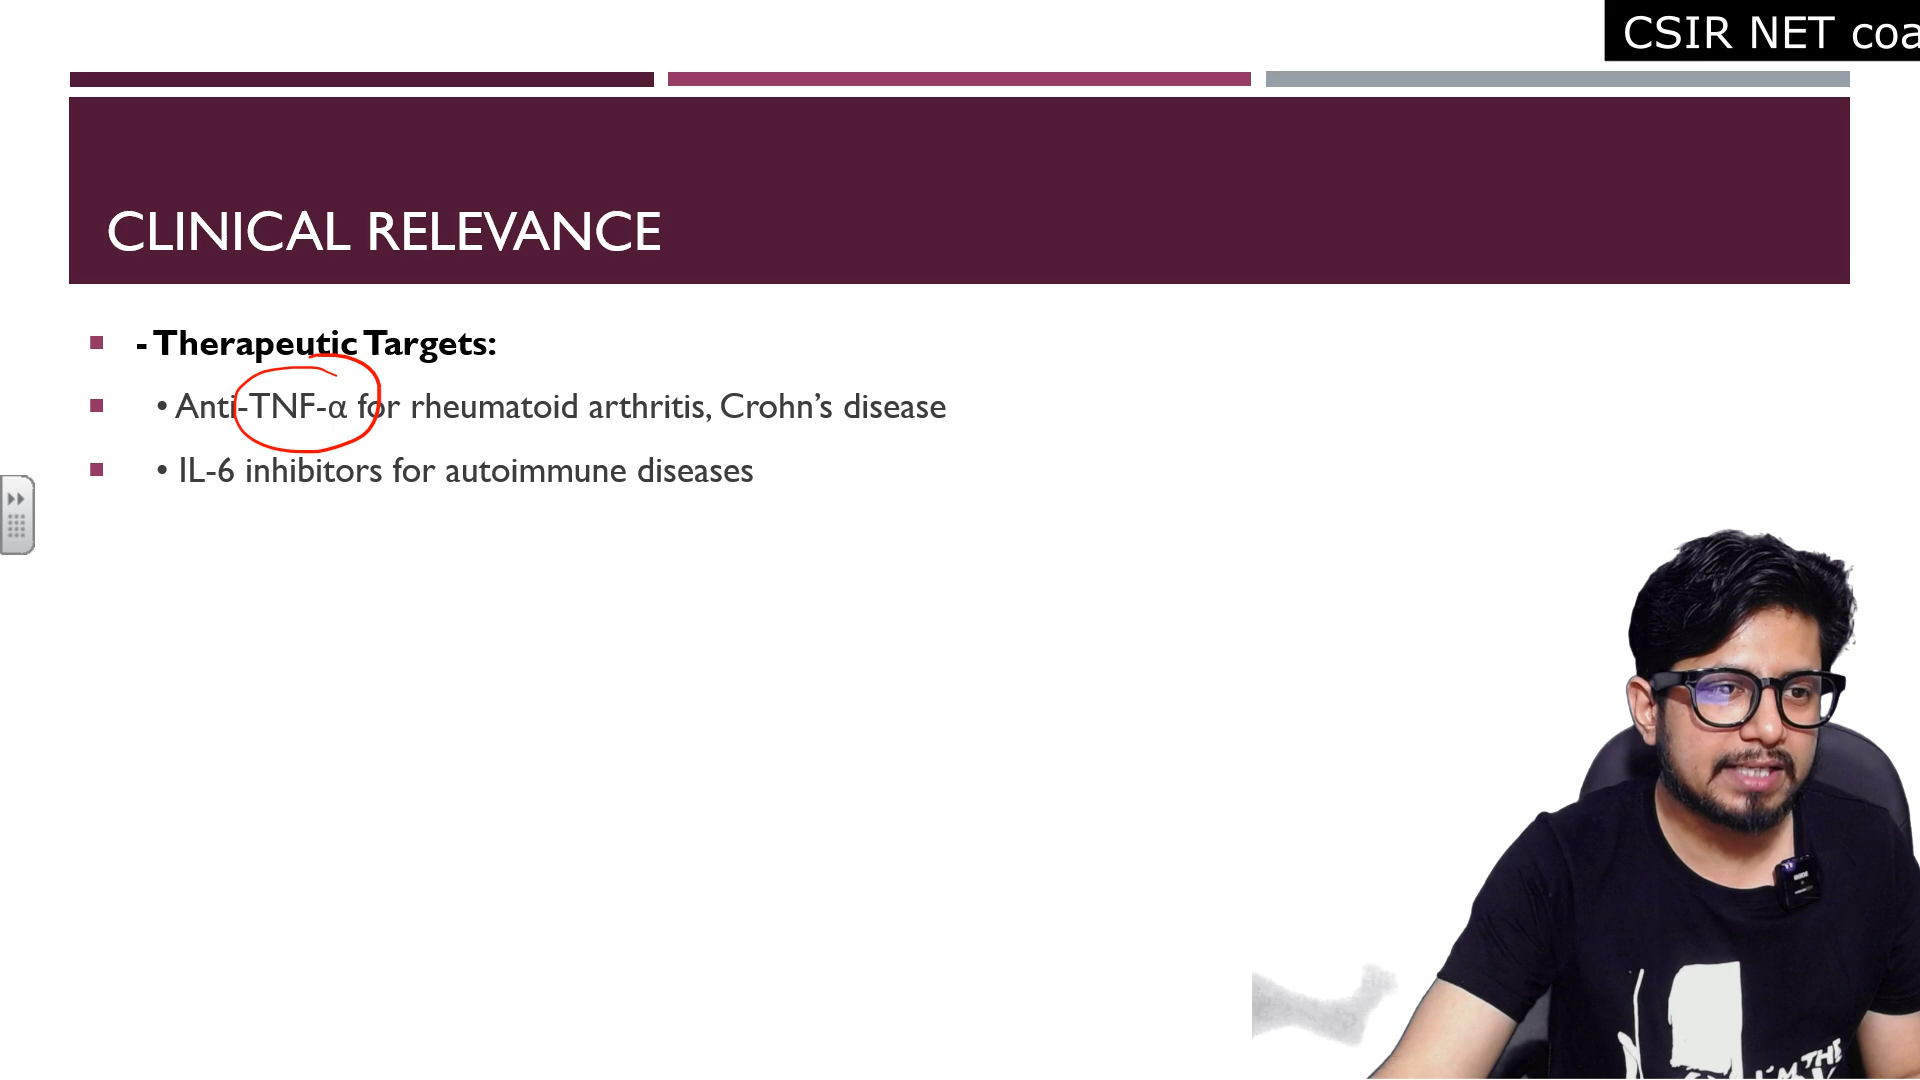 CSIR NET coa
CLINICAL RELEVANCE
- Therapeutic Targets:
• Anti-TNF-α for rheumatoid arthritis, Crohn’s disease
• IL-6 inhibitors for autoimmune diseases
I'M THE